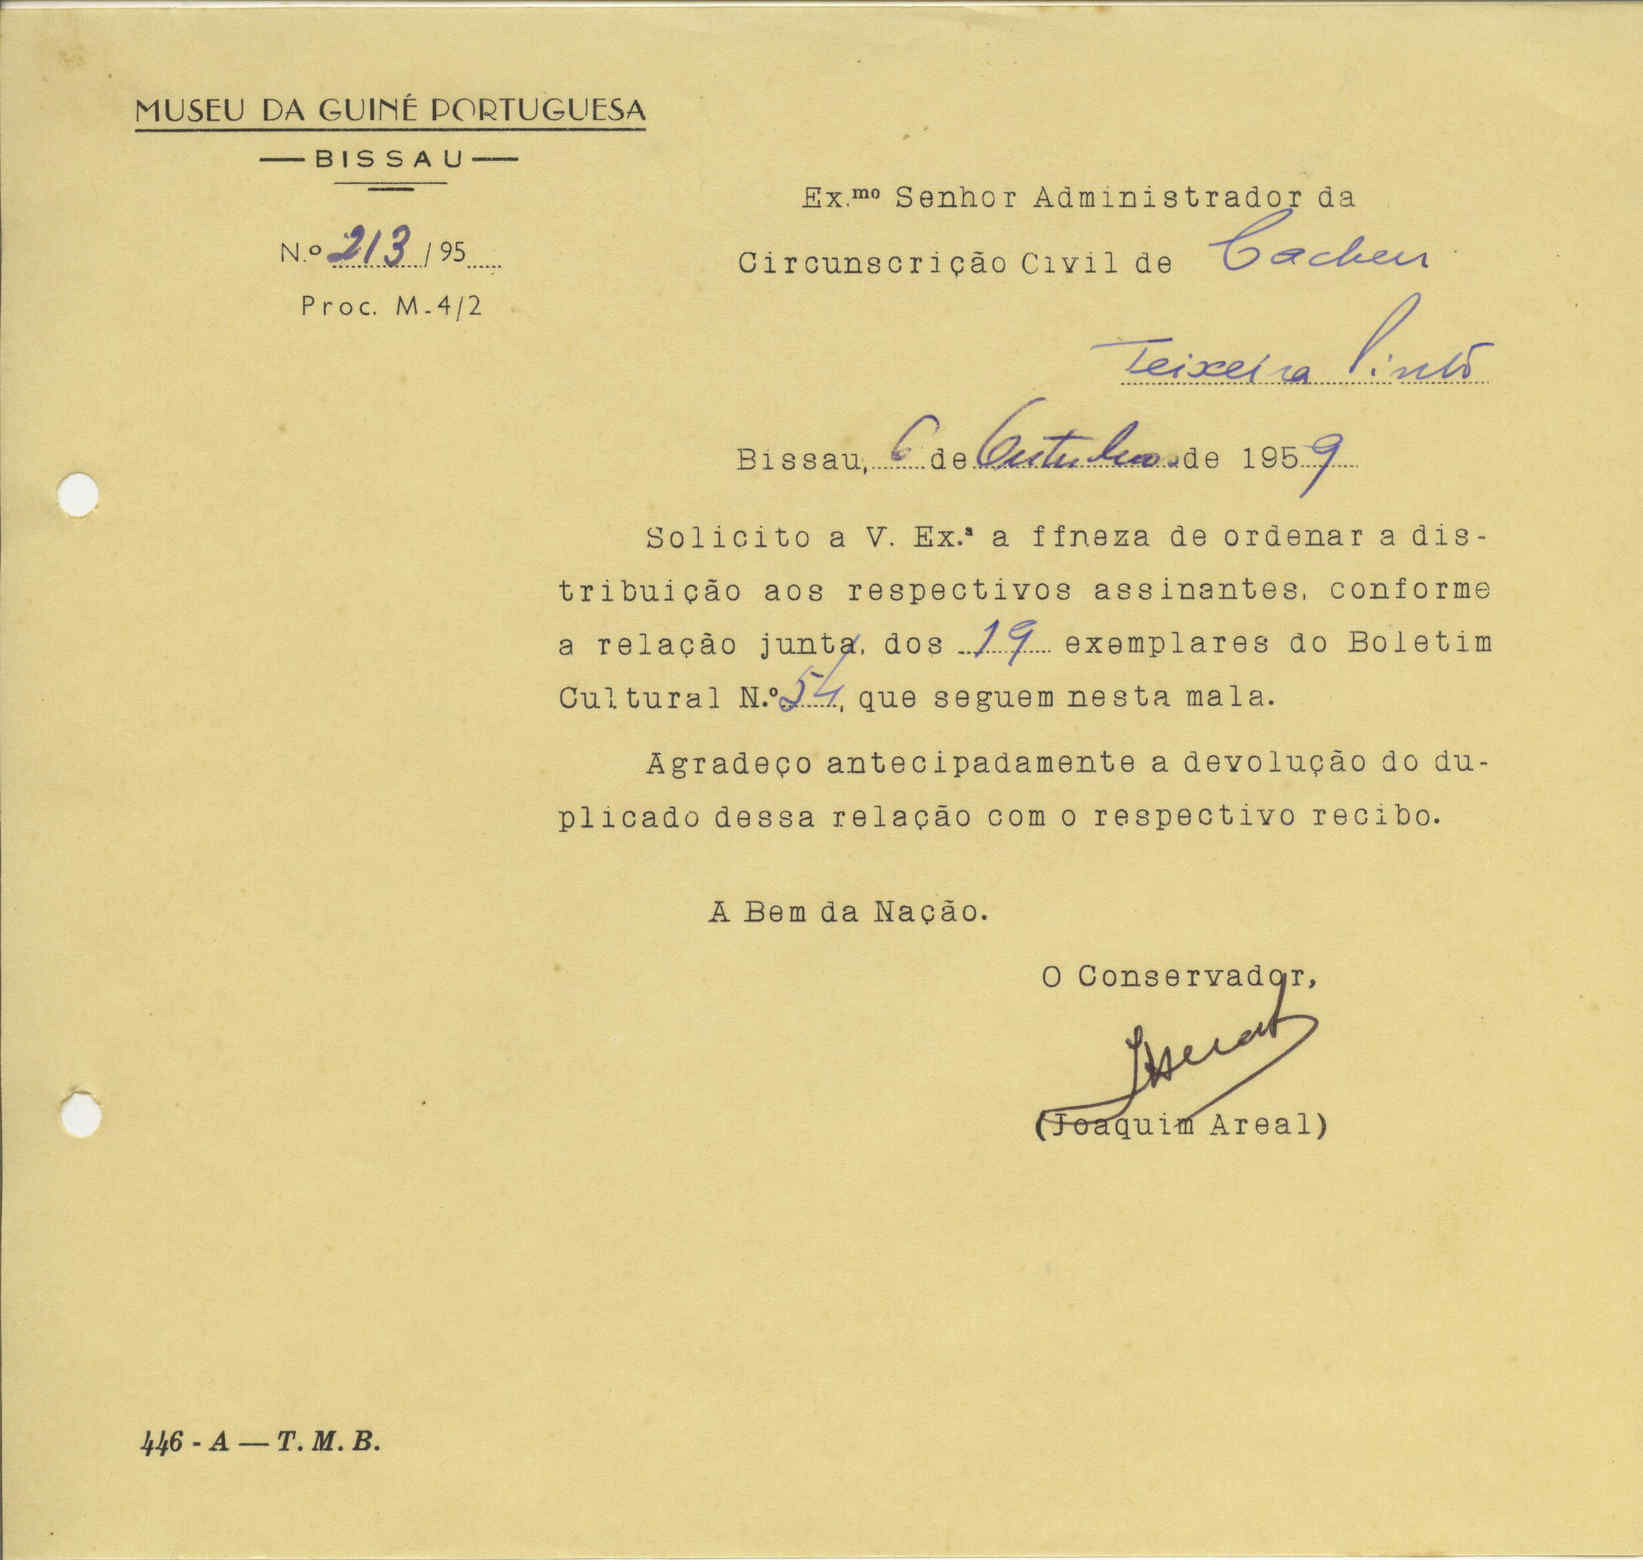 MUSEU DA GUINÉ PORTUGUESA
— BISSAU —
N.º 213 / 95
Proc. M-4/2
Ex.mo Senhor Administrador da
Circunscrição Civil de Cacheu
Teixeira Pinto
Bissau, 6 de Outubro de 1959
Solicito a V. Ex.ª a ffneza de ordenar a dis-
tribuição aos respectivos assinantes, conforme
a relação junta, dos 19 exemplares do Boletim
Cultural N.º 54, que seguem nesta mala.
Agradeço antecipadamente a devolução do du-
plicado dessa relação com o respectivo recibo.
A Bem da Nação.
O Conservador,
(Joaquim Areal)
446 - A — T. M. B.